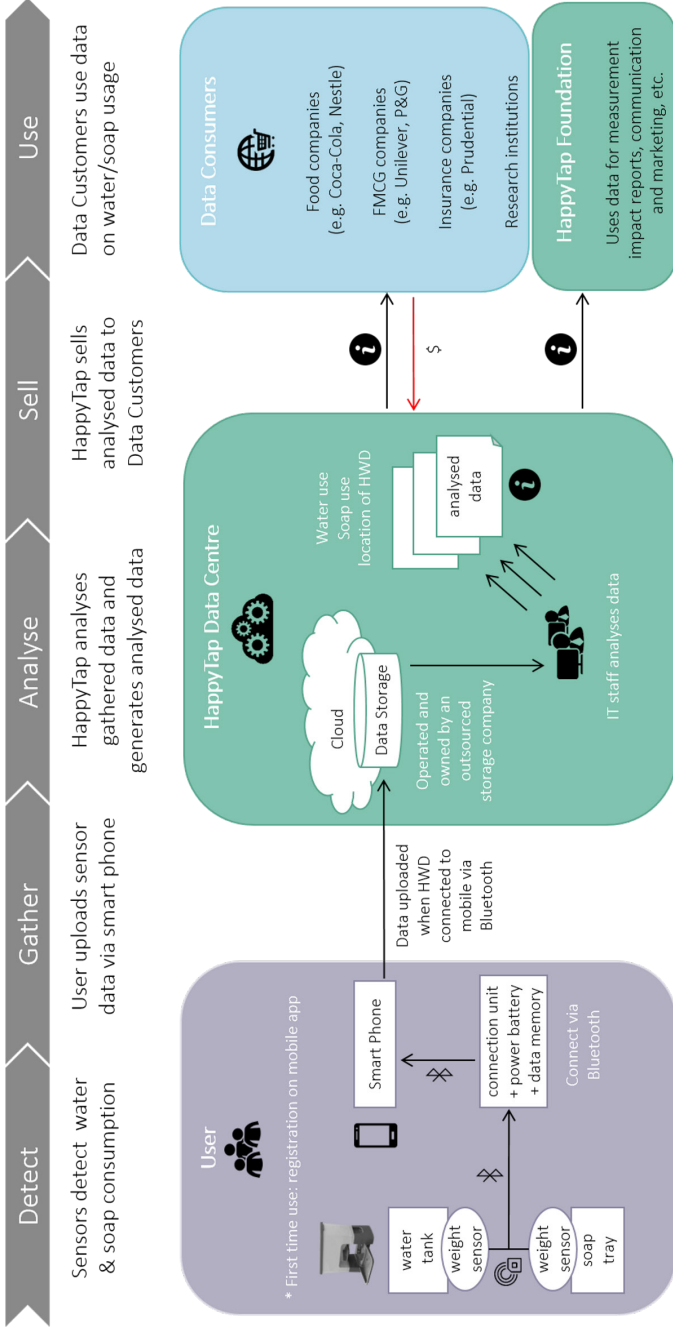 Detect
Gather
Analyse
Sell
Use
Sensors detect water
& soap consumption
User uploads sensor
data via smart phone
HappyTap analyses
gathered data and
generates analysed data
HappyTap sells
analysed data to
Data Customers
Data Customers use data
on water/soap usage
User
* First time use: registration on mobile app
water
tank
weight
sensor
weight
sensor
soap
tray
Smart Phone
connection unit
+ power battery
+ data memory
Connect via
Bluetooth
Data uploaded
when HWD
connected to
mobile via
Bluetooth
HappyTap Data Centre
Cloud
Data Storage
Operated and
owned by an
outsourced
storage company
Water use
Soap use
location of HWD
analysed
data
i
IT staff analyses data
i
$
i
Data Consumers
Food companies
(e.g. Coca-Cola, Nestle)
FMCG companies
(e.g. Unilever, P&G)
Insurance companies
(e.g. Prudential)
Research institutions
HappyTap Foundation
Uses data for measurement
impact reports, communication
and marketing, etc.